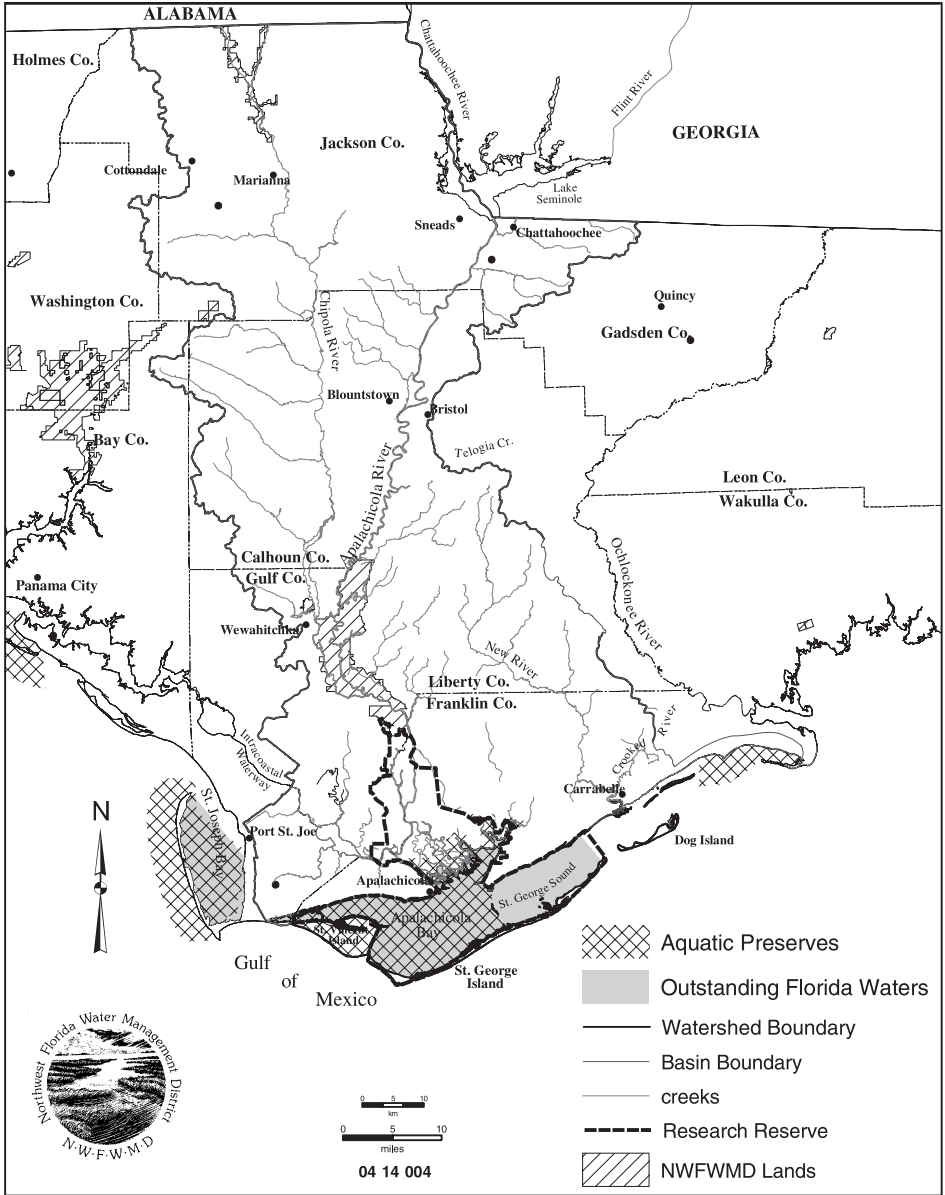 ALABAMA
Holmes Co.
Chattahoochee River
Flint River
GEORGIA
Jackson Co.
Cottondale
Marianna
Lake
Seminole
Sneads
Chattahoochee
Washington Co.
Chipola River
Quincy
Gadsden Co.
Blountstown
Bristol
Bay Co.
Telogia Cr.
Apalachicola River
Leon Co.
Wakulla Co.
Calhoun Co.
Gulf Co.
Ochlockonee River
Panama City
Wewahitchka
New River
Liberty Co.
Franklin Co.
Intracoastal
Waterway
Crooked River
Carrabelle
N
St. Joseph Bay
Port St. Joe
Dog Island
Apalachicola
St. George Sound
Apalachicola
Bay
St. Vincent
Island
St. George
Island
Gulf
of
Mexico
Aquatic Preserves
Outstanding Florida Waters
Watershed Boundary
Basin Boundary
creeks
Research Reserve
NWFWMD Lands
Northwest Florida Water Management District
N·W·F·W·M·D
0 5 10
km
0 5 10
miles
04 14 004